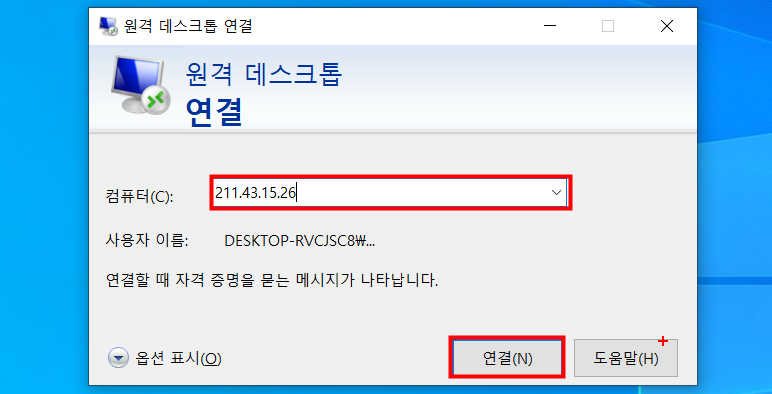 원격 데스크톱 연결
원격 데스크톱
연결
컴퓨터(C):
211.43.15.26
사용자 이름:
DESKTOP-RVCJSC8₩...
연결할 때 자격 증명을 묻는 메시지가 나타납니다.
옵션 표시(O)
연결(N)
도움말(H)